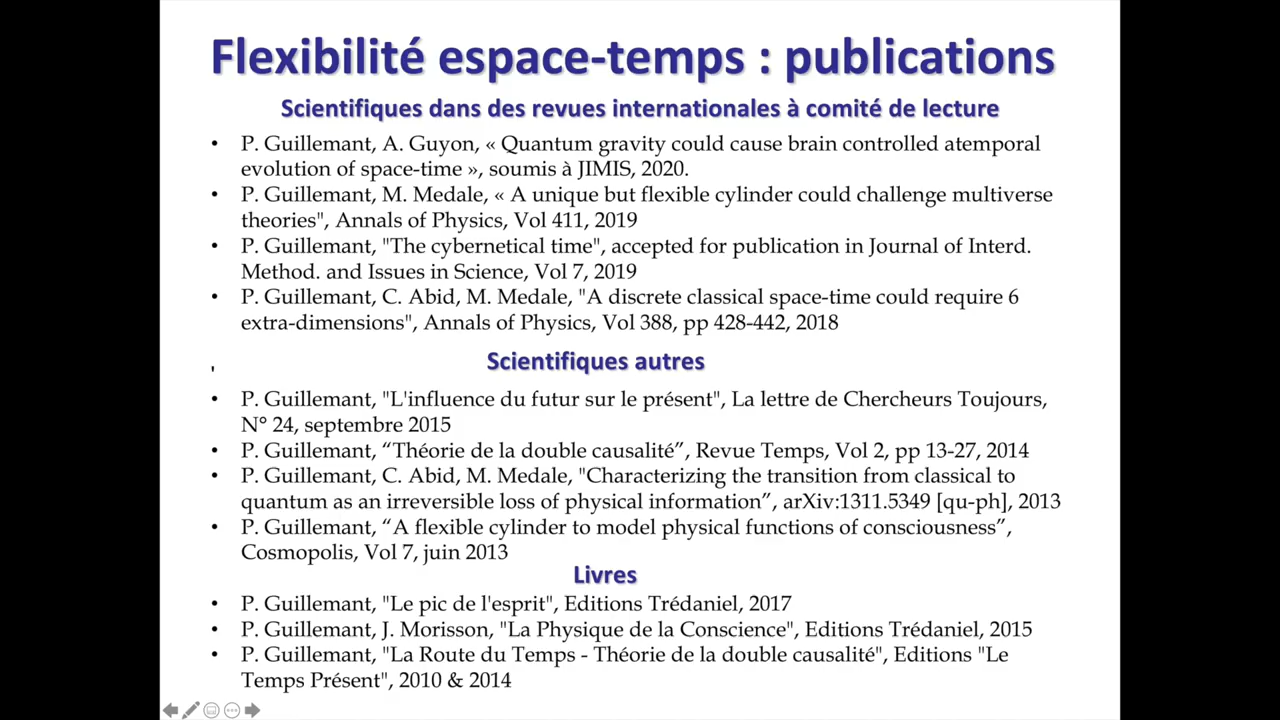 Flexibilité espace-temps : publications
Scientifiques dans des revues internationales à comité de lecture
• P. Guillemant, A. Guyon, « Quantum gravity could cause brain controlled atemporal
evolution of space-time », soumis à JIMIS, 2020.
• P. Guillemant, M. Medale, « A unique but flexible cylinder could challenge multiverse
theories", Annals of Physics, Vol 411, 2019
• P. Guillemant, "The cybernetical time", accepted for publication in Journal of Interd.
Method. and Issues in Science, Vol 7, 2019
• P. Guillemant, C. Abid, M. Medale, "A discrete classical space-time could require 6
extra-dimensions", Annals of Physics, Vol 388, pp 428-442, 2018
'
Scientifiques autres
• P. Guillemant, "L'influence du futur sur le présent", La lettre de Chercheurs Toujours,
N° 24, septembre 2015
• P. Guillemant, “Théorie de la double causalité”, Revue Temps, Vol 2, pp 13-27, 2014
• P. Guillemant, C. Abid, M. Medale, "Characterizing the transition from classical to
quantum as an irreversible loss of physical information”, arXiv:1311.5349 [qu-ph], 2013
• P. Guillemant, “A flexible cylinder to model physical functions of consciousness”,
Cosmopolis, Vol 7, juin 2013
Livres
• P. Guillemant, "Le pic de l'esprit", Editions Trédaniel, 2017
• P. Guillemant, J. Morisson, "La Physique de la Conscience", Editions Trédaniel, 2015
• P. Guillemant, "La Route du Temps - Théorie de la double causalité", Editions "Le
Temps Présent", 2010 & 2014